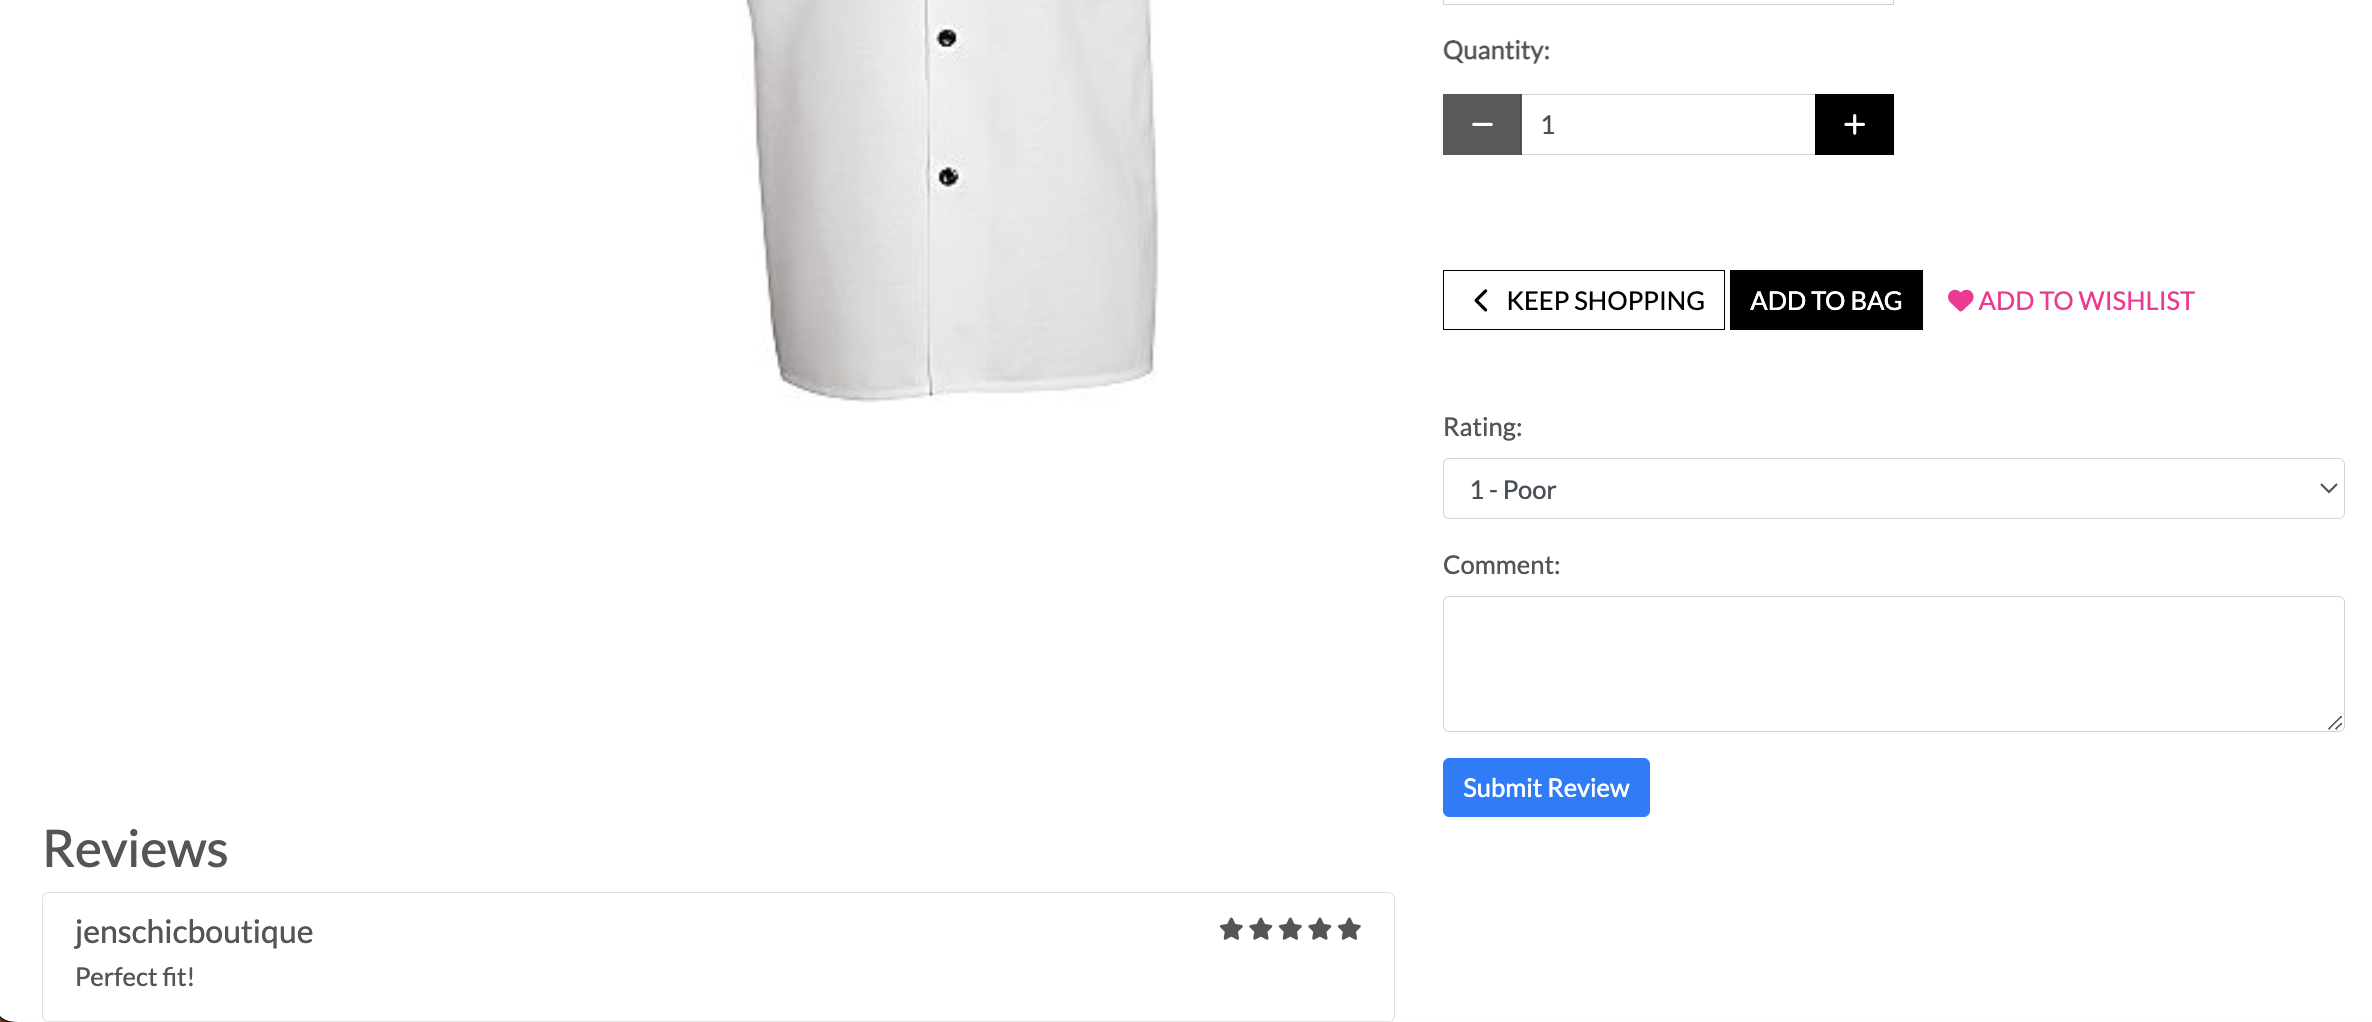 Quantity:
1
KEEP SHOPPING
ADD TO BAG
ADD TO WISHLIST
Rating:
1 - Poor
Comment:
Submit Review
Reviews
jenschicboutique
Perfect fit!